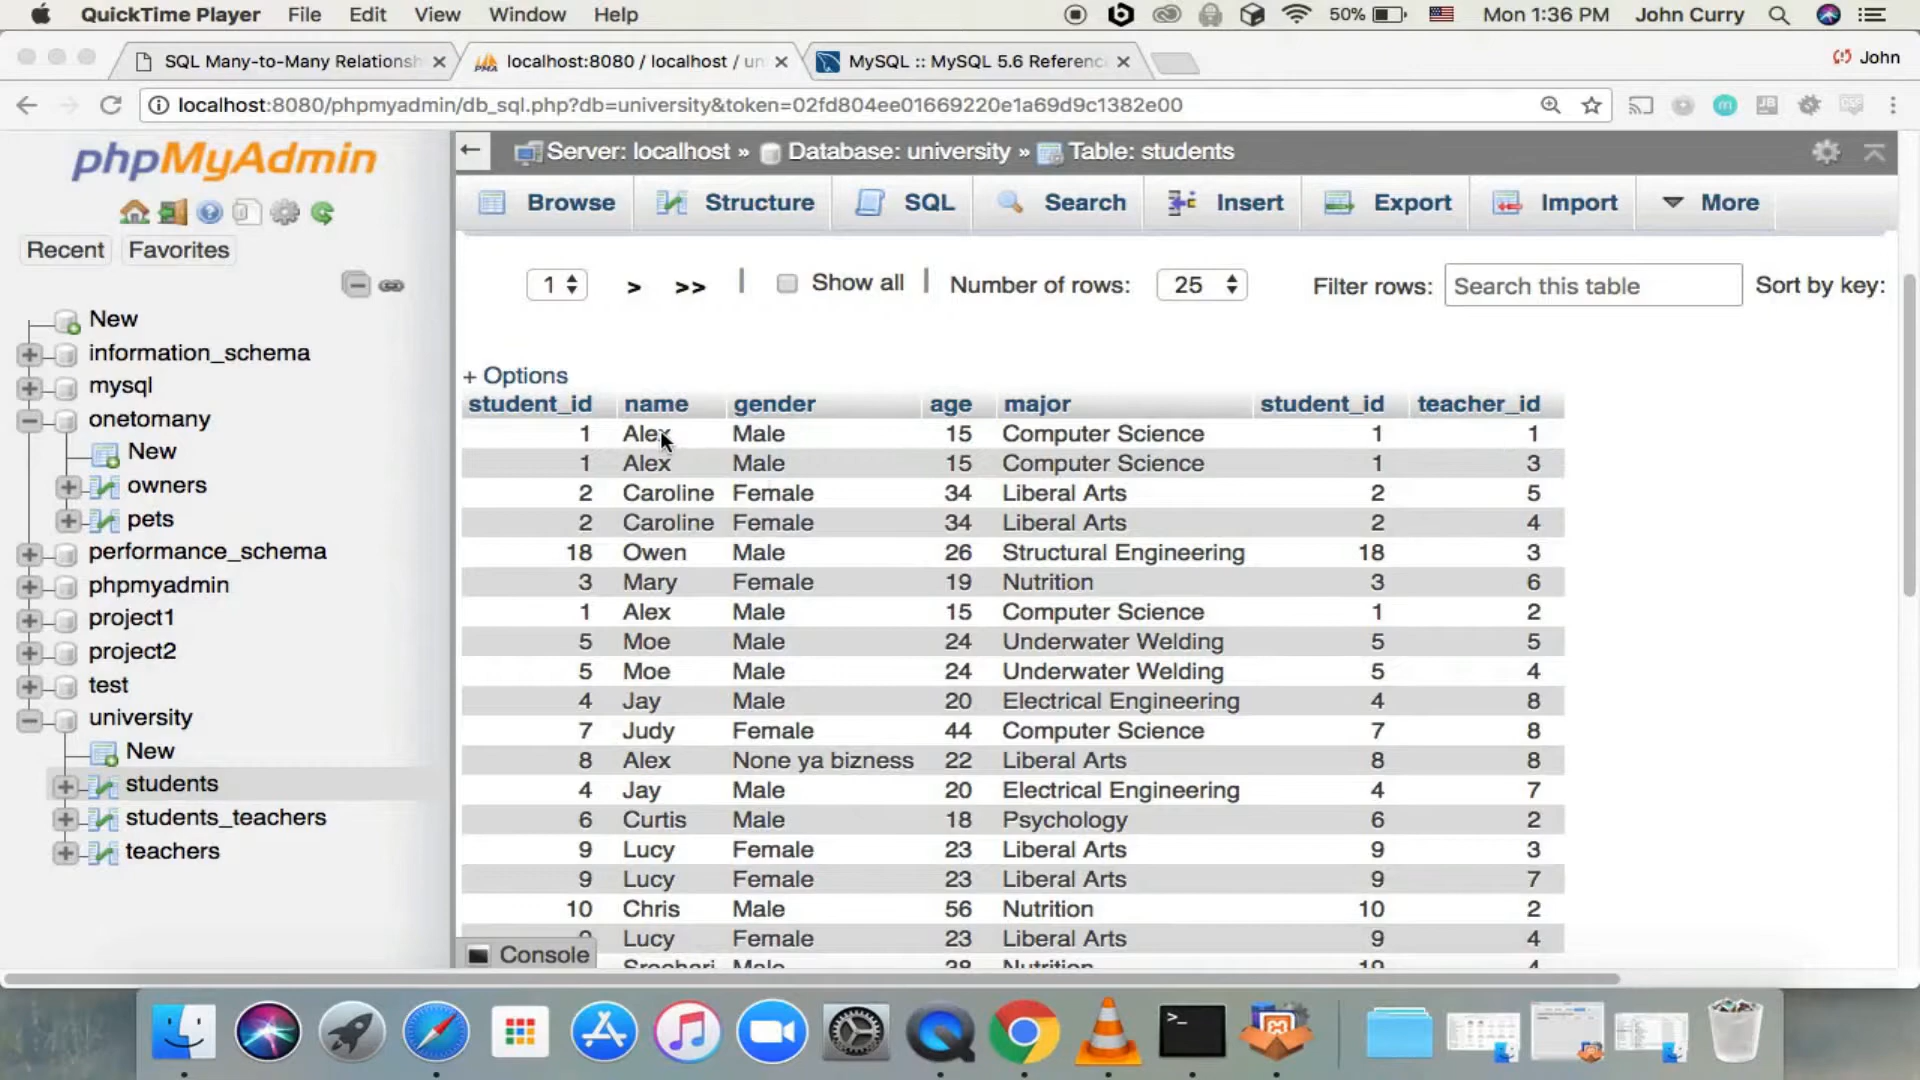 QuickTime Player File Edit View Window Help 50% Mon 1:36 PM John Curry
SQL Many-to-Many Relationsh localhost:8080 / localhost / un MySQL :: MySQL 5.6 Referenc John
localhost:8080/phpmyadmin/db_sql.php?db=university&token=02fd804ee01669220e1a69d9c1382e00
phpMyAdmin
Recent Favorites
New
information_schema
mysql
onetomany
New
owners
pets
performance_schema
phpmyadmin
project1
project2
test
university
New
students
students_teachers
teachers
Server: localhost » Database: university » Table: students
Browse Structure SQL Search Insert Export Import More
1 > >> | Show all | Number of rows: 25 Filter rows: Search this table Sort by key:
+ Options
student_id name gender age major student_id teacher_id
1 Alex Male 15 Computer Science 1 1
1 Alex Male 15 Computer Science 1 3
2 Caroline Female 34 Liberal Arts 2 5
2 Caroline Female 34 Liberal Arts 2 4
18 Owen Male 26 Structural Engineering 18 3
3 Mary Female 19 Nutrition 3 6
1 Alex Male 15 Computer Science 1 2
5 Moe Male 24 Underwater Welding 5 5
5 Moe Male 24 Underwater Welding 5 4
4 Jay Male 20 Electrical Engineering 4 8
7 Judy Female 44 Computer Science 7 8
8 Alex None ya bizness 22 Liberal Arts 8 8
4 Jay Male 20 Electrical Engineering 4 7
6 Curtis Male 18 Psychology 6 2
9 Lucy Female 23 Liberal Arts 9 3
9 Lucy Female 23 Liberal Arts 9 7
10 Chris Male 56 Nutrition 10 2
9 Lucy Female 23 Liberal Arts 9 4
Male Nutrition 4
Console